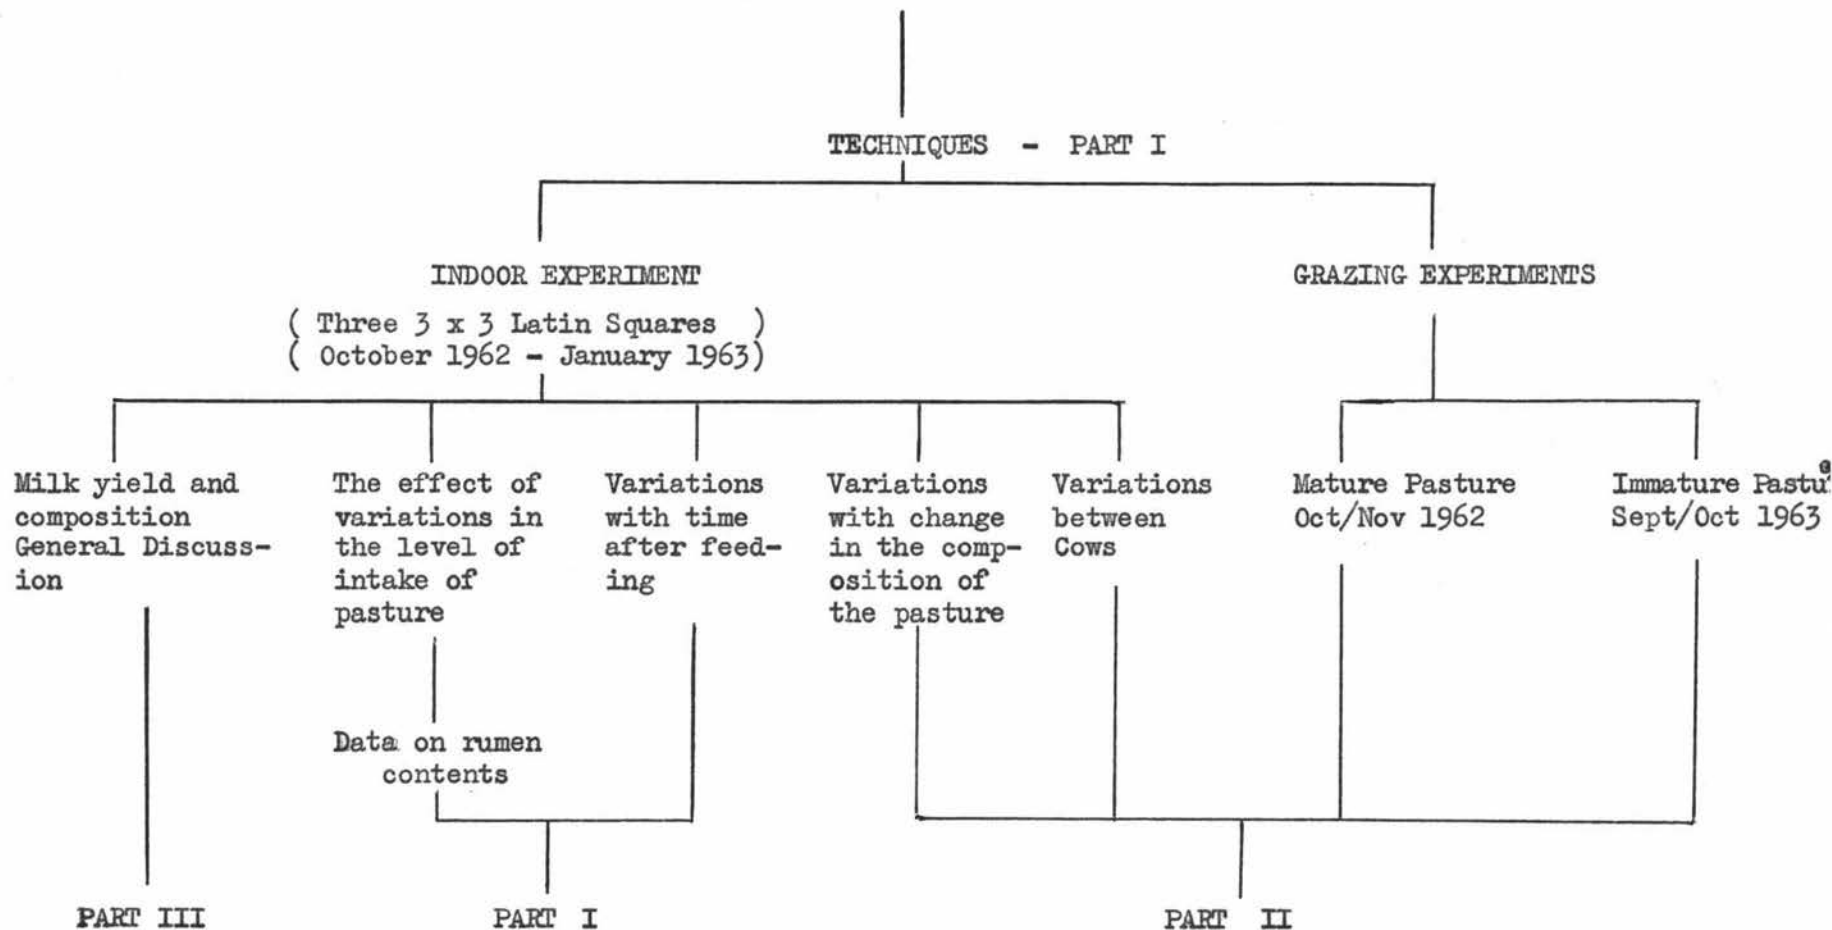 TECHNIQUES - PART I
INDOOR EXPERIMENT
( Three 3 x 3 Latin Squares )
( October 1962 - January 1963)
GRAZING EXPERIMENTS
Milk yield and
composition
General Discuss-
ion
The effect of
variations in
the level of
intake of
pasture
Variations
with time
after feed-
ing
Variations
with change
in the comp-
osition of
the pasture
Variations
between
Cows
Mature Pasture
Oct/Nov 1962
Immature Pasture
Sept/Oct 1963
Data on rumen
contents
PART III
PART I
PART II